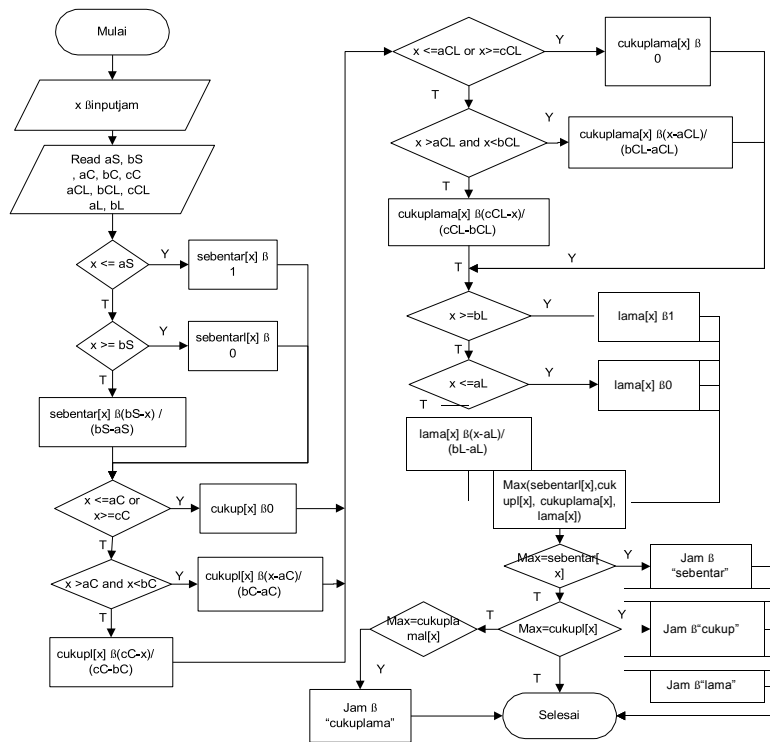 Mulai
x ßinputjam
Read aS, bS
, aC, bC, cC
aCL, bCL, cCL
aL, bL
x <= aS
Y
sebentar[x] ß
1
T
x >= bS
Y
sebentarl[x] ß
0
T
sebentar[x] ß(bS-x) /
(bS-aS)
x <=aC or
x>=cC
Y
cukup[x] ß0
T
x >aC and x<bC
Y
cukupl[x] ß(x-aC)/
(bC-aC)
T
cukupl[x] ß(cC-x)/
(cC-bC)
x <=aCL or x>=cCL
Y
cukuplama[x] ß
0
T
x >aCL and x<bCL
Y
cukuplama[x] ß(x-aCL)/
(bCL-aCL)
T
cukuplama[x] ß(cCL-x)/
(cCL-bCL)
T
Y
x >=bL
Y
lama[x] ß1
T
x <=aL
Y
lama[x] ß0
T
lama[x] ß(x-aL)/
(bL-aL)
Max(sebentarl[x],cuk
upl[x], cukuplama[x],
lama[x])
Max=sebentar[
x]
Y
Jam ß
“sebentar”
T
Max=cukupl[x]
Y
Jam ß“cukup”
T
Max=cukupla
mal[x]
Y
Jam ß
“cukuplama”
T
Jam ß“lama”
Selesai